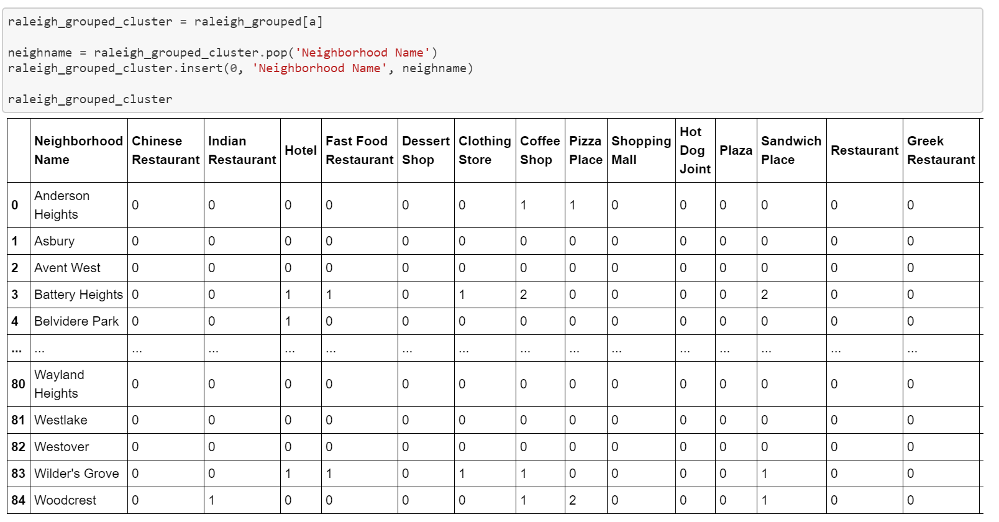 raleigh_grouped_cluster = raleigh_grouped[a]
neighname = raleigh_grouped_cluster.pop('Neighborhood Name')
raleigh_grouped_cluster.insert(0, 'Neighborhood Name', neighname)
raleigh_grouped_cluster
Neighborhood Name Chinese Restaurant Indian Restaurant Hotel Fast Food Restaurant Dessert Shop Clothing Store Coffee Shop Pizza Place Shopping Mall Hot Dog Joint Plaza Sandwich Place Restaurant Greek Restaurant
0 Anderson Heights 0 0 0 0 0 0 1 1 0 0 0 0 0 0
1 Asbury 0 0 0 0 0 0 0 0 0 0 0 0 0 0
2 Avent West 0 0 0 0 0 0 0 0 0 0 0 0 0 0
3 Battery Heights 0 0 1 1 0 1 2 0 0 0 0 2 0 0
4 Belvidere Park 0 0 1 0 0 0 0 0 0 0 0 0 0 0
... ... ... ... ... ... ... ... ... ... ... ... ... ... ... ...
80 Wayland Heights 0 0 0 0 0 0 0 0 0 0 0 0 0 0
81 Westlake 0 0 0 0 0 0 0 0 0 0 0 0 0 0
82 Westover 0 0 0 0 0 0 0 0 0 0 0 0 0 0
83 Wilder's Grove 0 0 1 1 0 1 1 0 0 0 0 1 0 0
84 Woodcrest 0 1 0 0 0 0 1 2 0 0 0 1 0 0